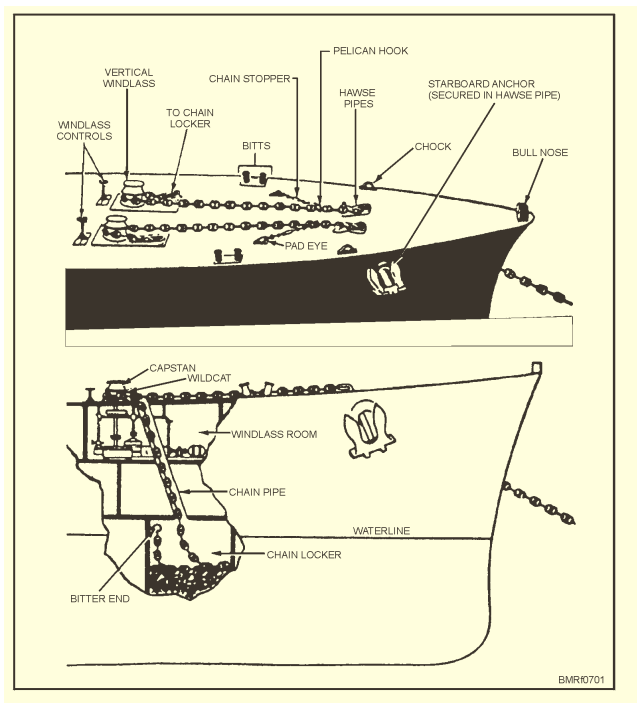 PELICAN HOOK
VERTICAL
WINDLASS
CHAIN STOPPER
HAWSE
PIPES
STARBOARD ANCHOR
(SECURED IN HAWSE PIPE)
TO CHAIN
LOCKER
WINDLASS
CONTROLS
BITTS
CHOCK
BULL NOSE
PAD EYE
CAPSTAN
WILDCAT
WINDLASS ROOM
CHAIN PIPE
WATERLINE
CHAIN LOCKER
BITTER END
BMRf0701